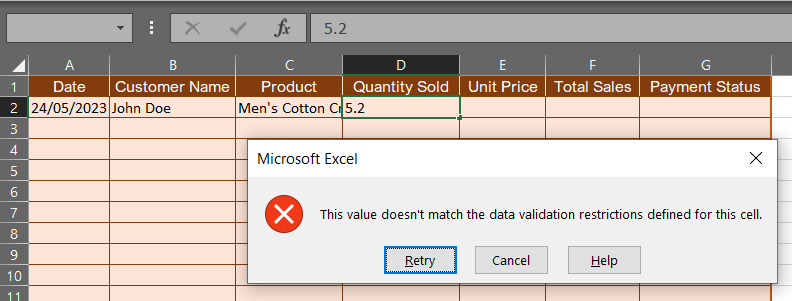 5.2
A B C D E F G
1 Date Customer Name Product Quantity Sold Unit Price Total Sales Payment Status
2 24/05/2023 John Doe Men's Cotton Cr 5.2
3
4
5
6
7
8
9
10
11
Microsoft Excel
This value doesn't match the data validation restrictions defined for this cell.
Retry Cancel Help